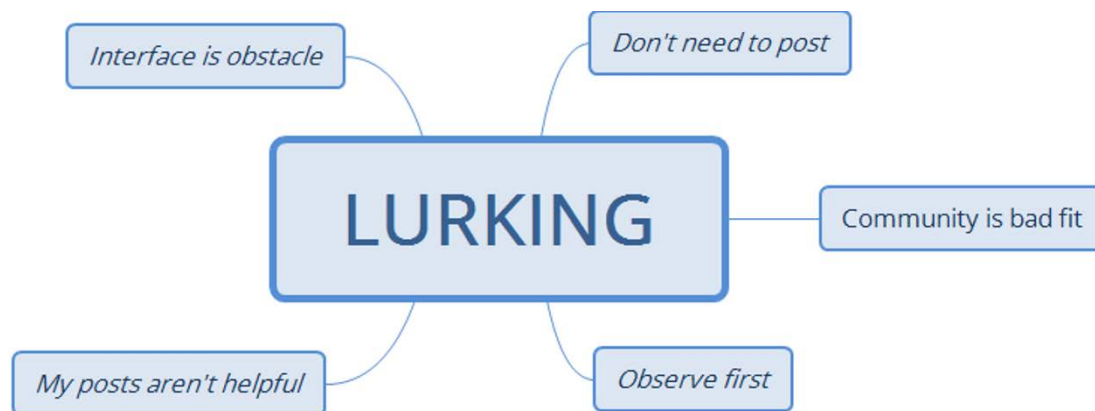 Interface is obstacle
Don't need to post
LURKING
Community is bad fit
My posts aren't helpful
Observe first